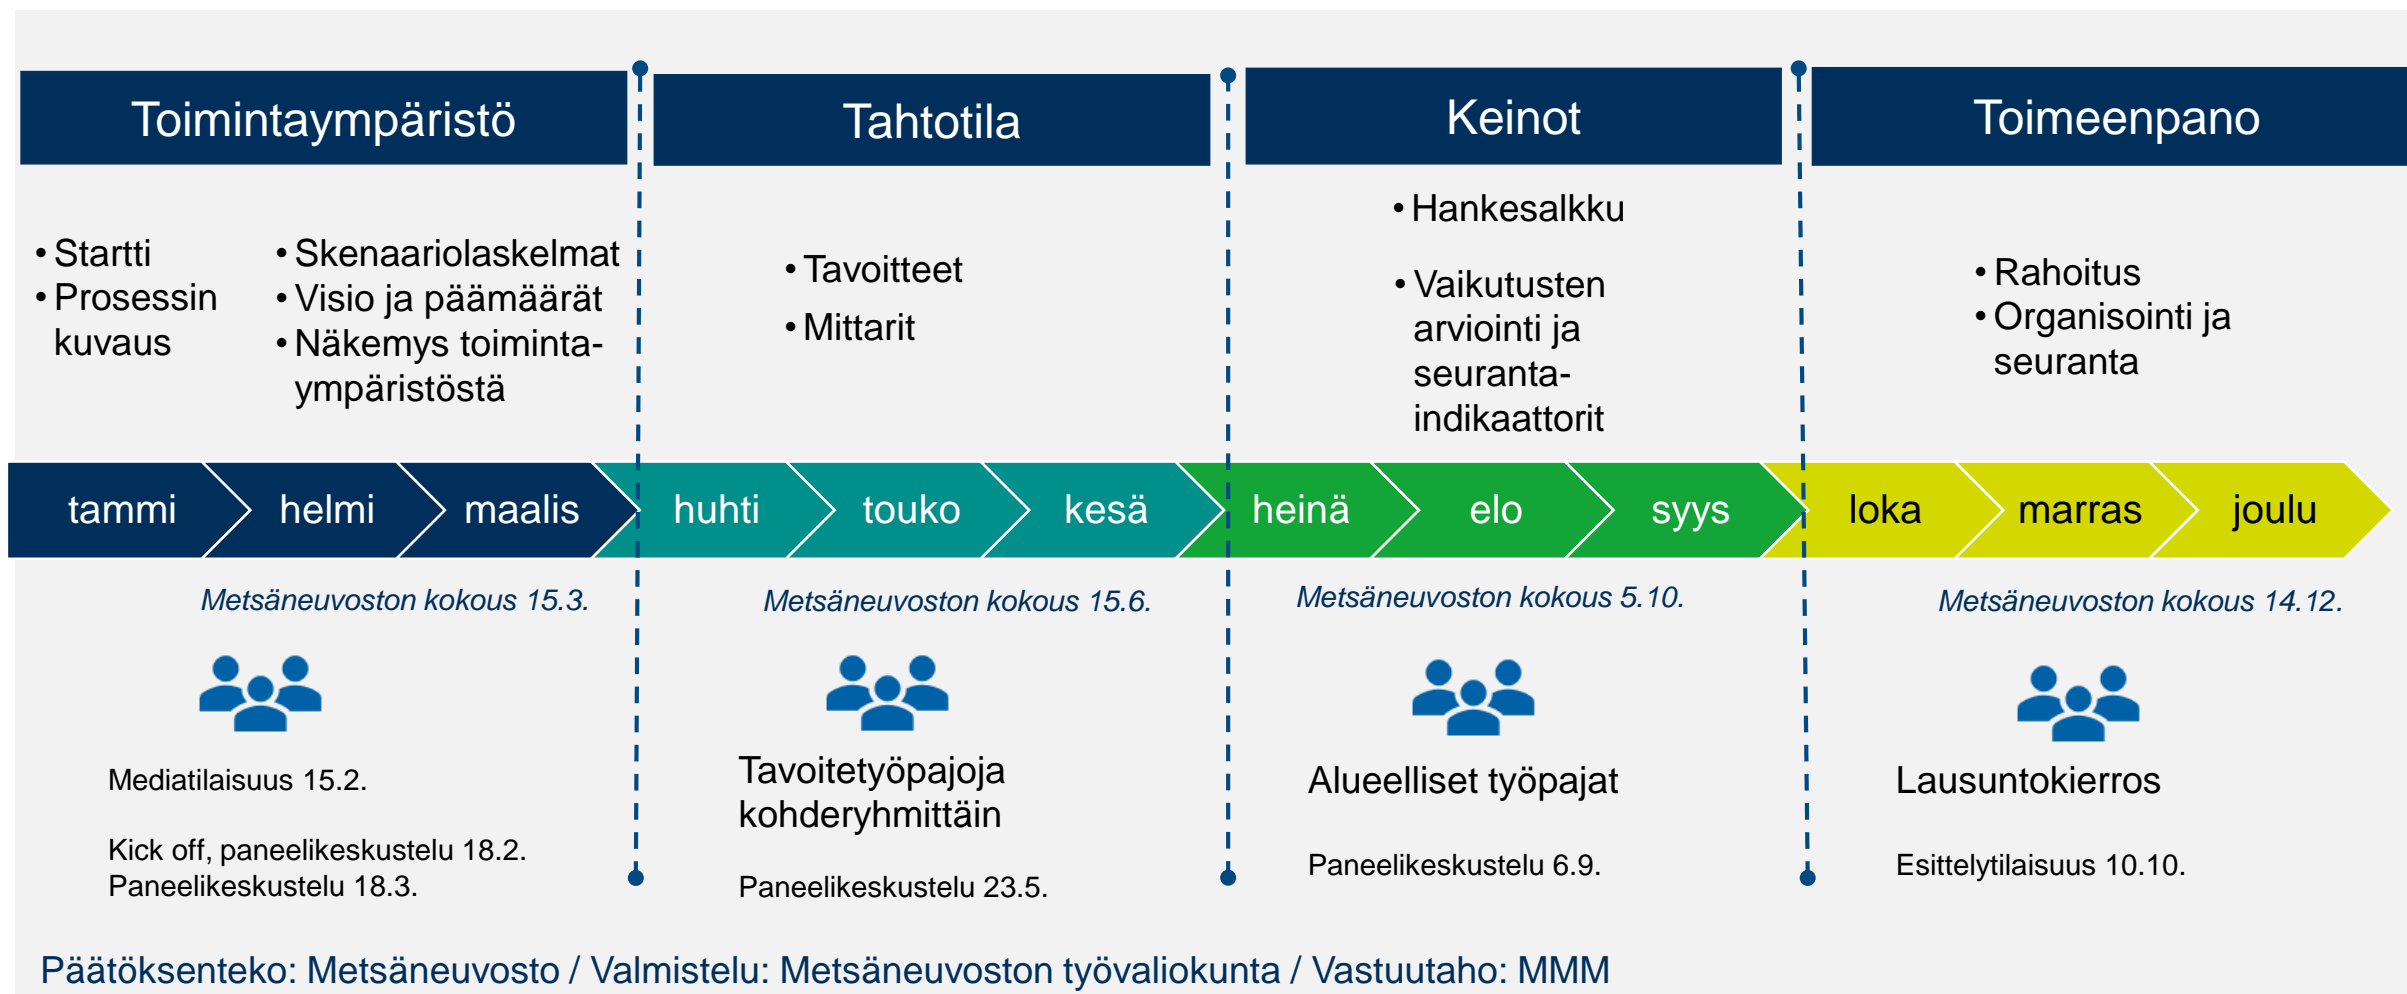 Toimintaympäristö
Tahtotila
Keinot
Toimeenpano
• Startti
• Prosessin
kuvaus
• Skenaariolaskelmat
• Visio ja päämäärät
• Näkemys toiminta-
ympäristöstä
• Tavoitteet
• Mittarit
• Hankesalkku
• Vaikutusten
arviointi ja
seuranta-
indikaattorit
• Rahoitus
• Organisointi ja
seuranta
tammi
helmi
maalis
huhti
touko
kesä
heinä
elo
syys
loka
marras
joulu
Metsäneuvoston kokous 15.3.
Metsäneuvoston kokous 15.6.
Metsäneuvoston kokous 5.10.
Metsäneuvoston kokous 14.12.
Mediatilaisuus 15.2.
Kick off, paneelikeskustelu 18.2.
Paneelikeskustelu 18.3.
Tavoitetyöpajoja
kohderyhmittäin
Paneelikeskustelu 23.5.
Alueelliset työpajat
Paneelikeskustelu 6.9.
Lausuntokierros
Esittelytilaisuus 10.10.
Päätöksenteko: Metsäneuvosto / Valmistelu: Metsäneuvoston työvaliokunta / Vastuutaho: MMM